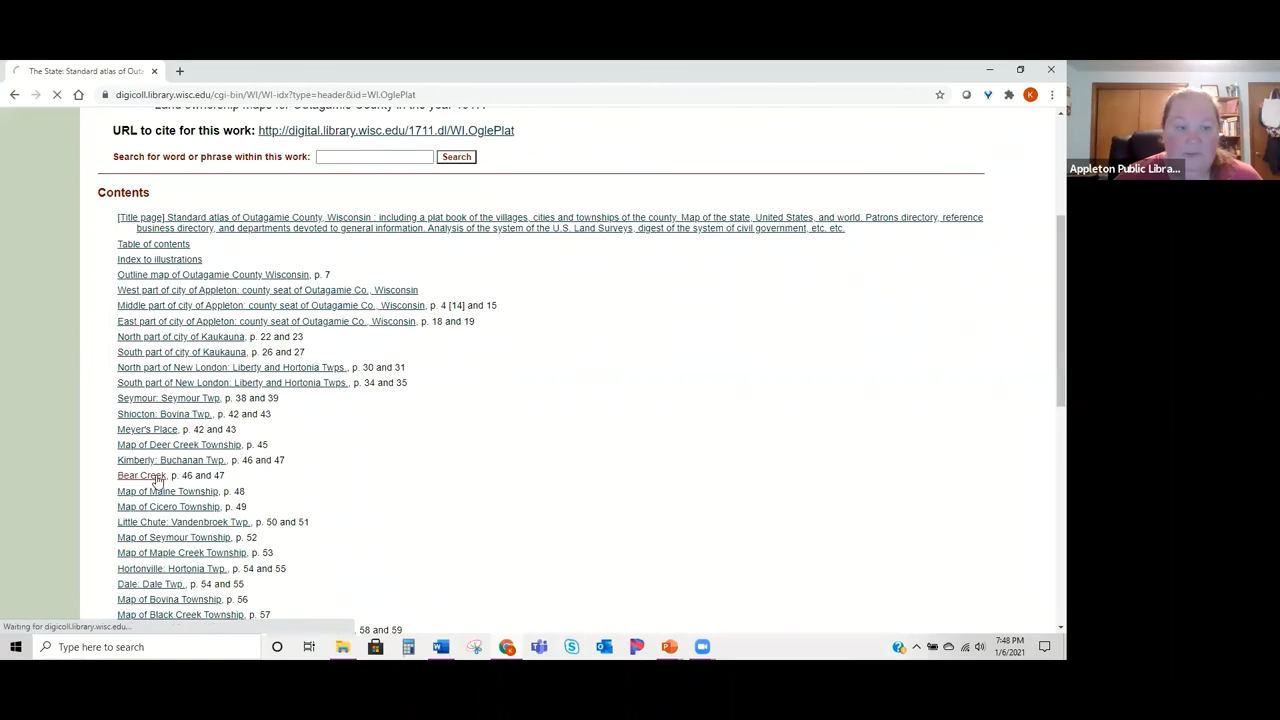 The State: Standard atlas of Outa
digicoll.library.wisc.edu/cgi-bin/WI/WI-idx?type=header&id=WI.OglePlat
K
Appleton Public Libra...
Land ownership maps for Outagamie County in the year 1911.
URL to cite for this work: http://digital.library.wisc.edu/1711.dl/WI.OglePlat
Search for word or phrase within this work: Search
Contents
[Title page] Standard atlas of Outagamie County, Wisconsin : including a plat book of the villages, cities and townships of the county. Map of the state, United States, and world. Patrons directory, reference
business directory, and departments devoted to general information. Analysis of the system of the U.S. Land Surveys, digest of the system of civil government, etc. etc.
Table of contents
Index to illustrations
Outline map of Outagamie County Wisconsin, p. 7
West part of city of Appleton: county seat of Outagamie Co., Wisconsin
Middle part of city of Appleton: county seat of Outagamie Co., Wisconsin, p. 4 [14] and 15
East part of city of Appleton: county seat of Outagamie Co., Wisconsin, p. 18 and 19
North part of city of Kaukauna, p. 22 and 23
South part of city of Kaukauna, p. 26 and 27
North part of New London: Liberty and Hortonia Twps., p. 30 and 31
South part of New London: Liberty and Hortonia Twps., p. 34 and 35
Seymour: Seymour Twp, p. 38 and 39
Shiocton: Bovina Twp., p. 42 and 43
Meyer's Place, p. 42 and 43
Map of Deer Creek Township, p. 45
Kimberly: Buchanan Twp., p. 46 and 47
Bear Creek, p. 46 and 47
Map of Maine Township, p. 48
Map of Cicero Township, p. 49
Little Chute: Vandenbroek Twp., p. 50 and 51
Map of Seymour Township, p. 52
Map of Maple Creek Township, p. 53
Hortonville: Hortonia Twp., p. 54 and 55
Dale: Dale Twp., p. 54 and 55
Map of Bovina Township, p. 56
Map of Black Creek Township, p. 57
Waiting for digicoll.library.wisc.edu...
58 and 59
Type here to search
7:48 PM
1/6/2021